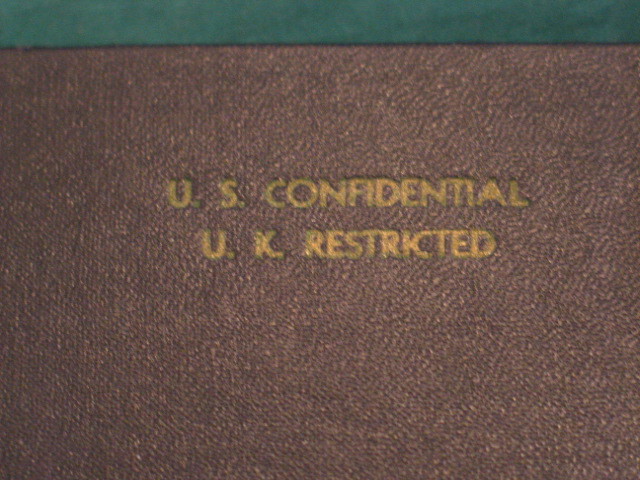 U. S. CONFIDENTIAL
U. K. RESTRICTED